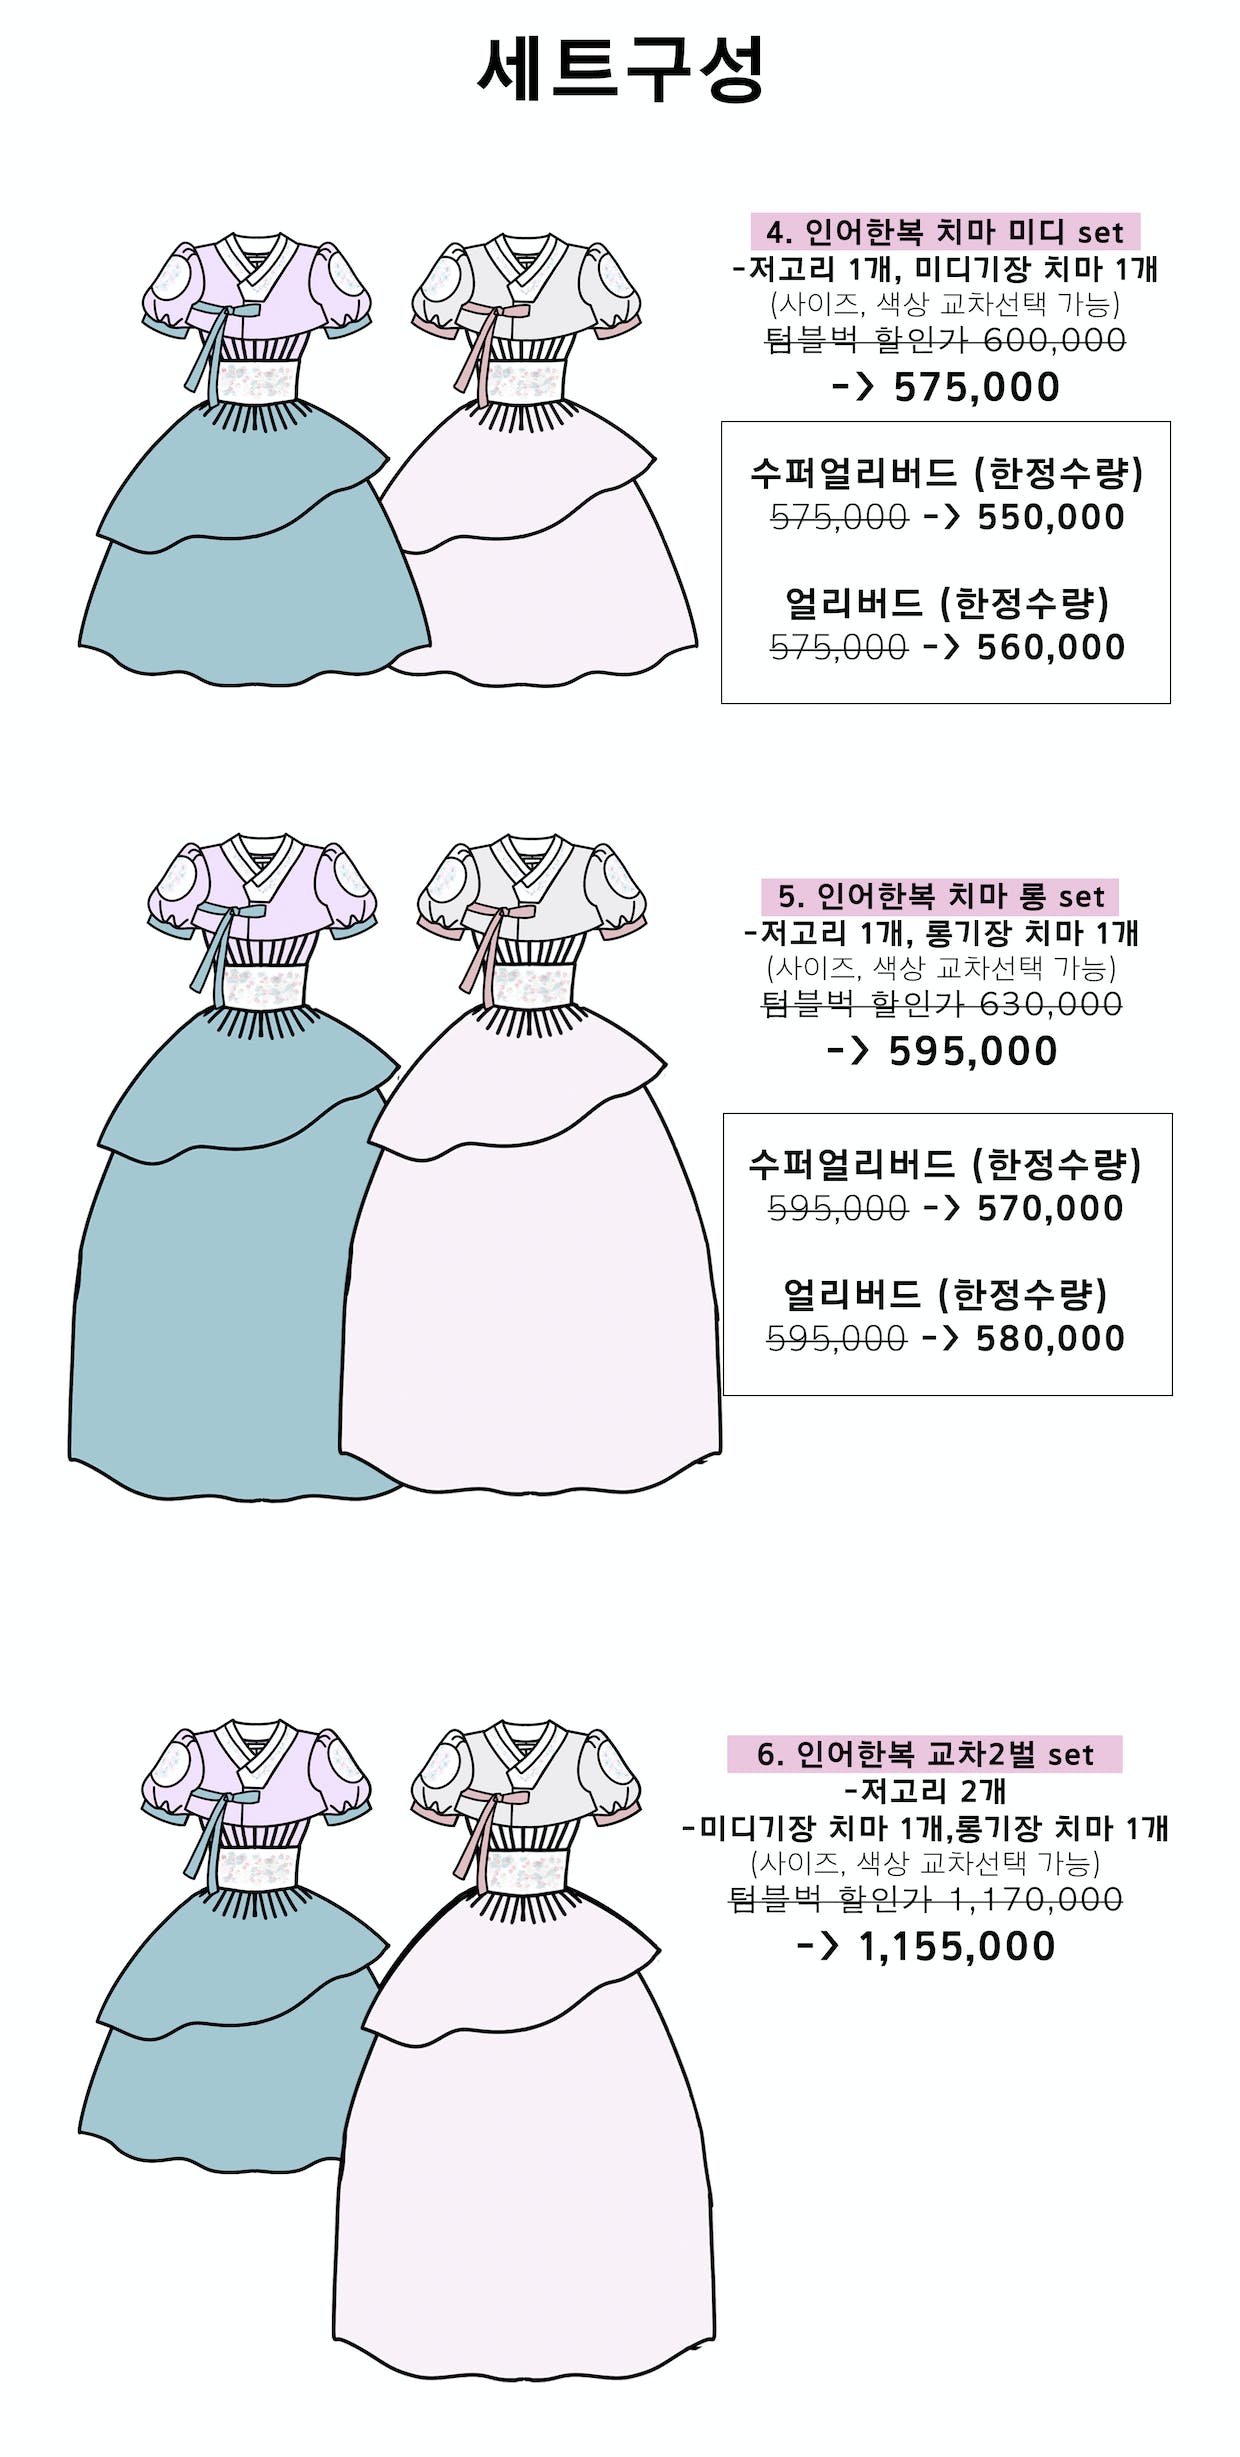 세트구성
4. 인어한복 치마 미디 set
-저고리 1개, 미디기장 치마 1개
(사이즈, 색상 교차선택 가능)
텀블벅 할인가 600,000
-> 575,000
수퍼얼리버드 (한정수량)
575,000 -> 550,000
얼리버드 (한정수량)
575,000 -> 560,000
5. 인어한복 치마 롱 set
-저고리 1개, 롱기장 치마 1개
(사이즈, 색상 교차선택 가능)
텀블벅 할인가 630,000
-> 595,000
수퍼얼리버드 (한정수량)
595,000 -> 570,000
얼리버드 (한정수량)
595,000 -> 580,000
6. 인어한복 교차2벌 set
-저고리 2개
-미디기장 치마 1개,롱기장 치마 1개
(사이즈, 색상 교차선택 가능)
텀블벅 할인가 1,170,000
-> 1,155,000